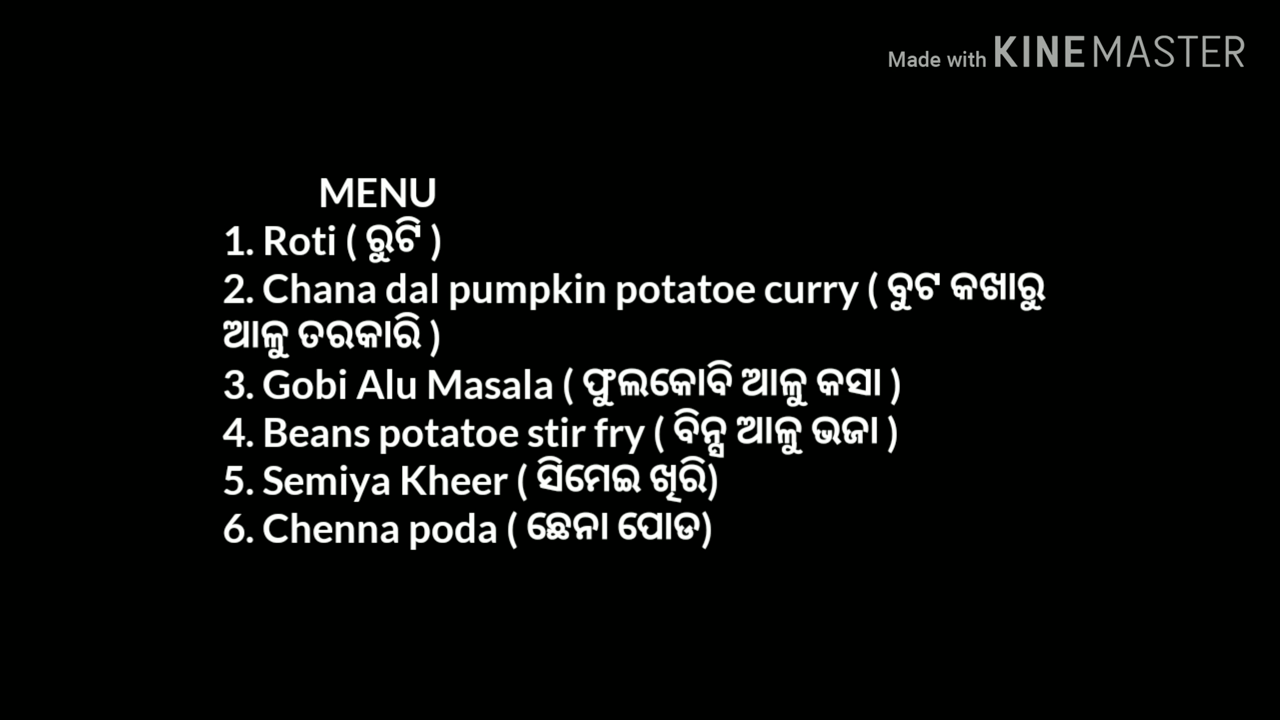 Made with KINEMASTER
MENU
1. Roti ( ରୁଟି )
2. Chana dal pumpkin potatoe curry ( ବୁଟ କଖାରୁ
ଆଳୁ ତରକାରି )
3. Gobi Alu Masala ( ଫୁଲକୋବି ଆଳୁ କସା )
4. Beans potatoe stir fry ( ବିନ୍ସ ଆଳୁ ଭଜା )
5. Semiya Kheer ( ସିମେଇ ଖିରି)
6. Chenna poda ( ଛେନା ପୋଡ)